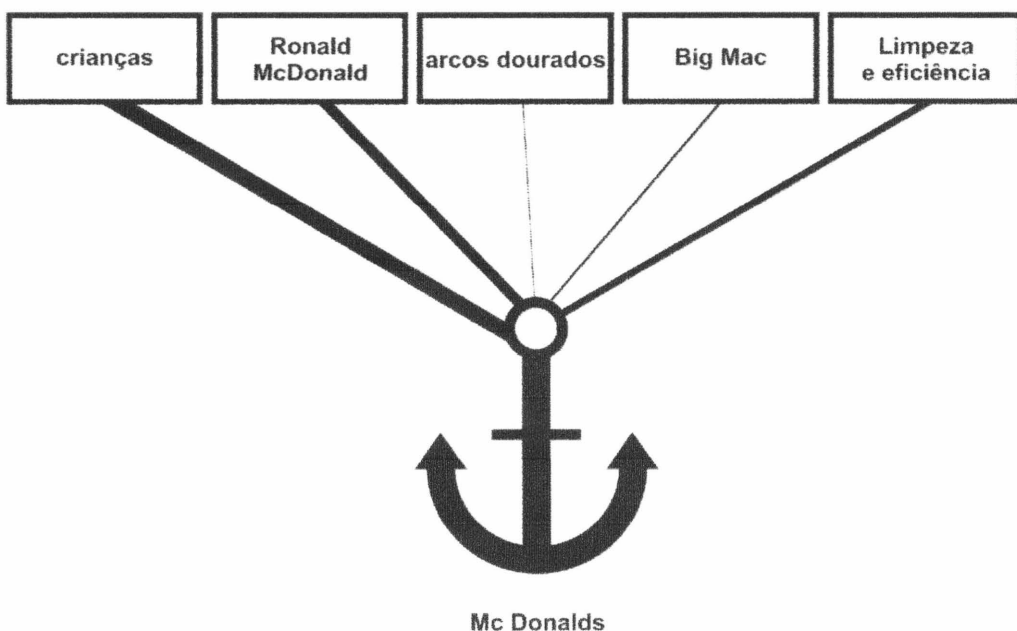 crianças
Ronald
McDonald
arcos dourados
Big Mac
Limpeza
e eficiência
Mc Donalds